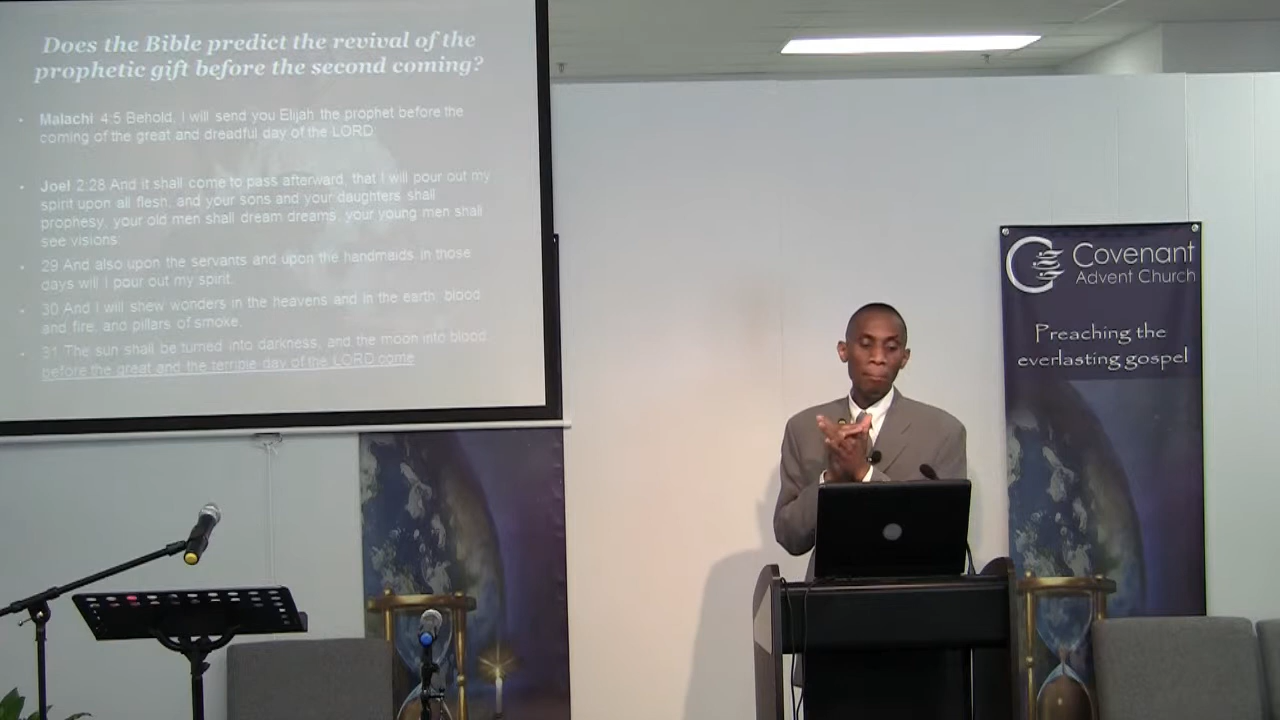 Does the Bible predict the revival of the
prophetic gift before the second coming?
Malachi 4:5 Behold, I will send you Elijah the prophet before the
coming of the great and dreadful day of the LORD:
Joel 2:28 And it shall come to pass afterward, that I will pour out my
spirit upon all flesh; and your sons and your daughters shall
prophesy, your old men shall dream dreams, your young men shall
see visions:
29 And also upon the servants and upon the handmaids in those
days will I pour out my spirit.
30 And I will shew wonders in the heavens and in the earth, blood,
and fire, and pillars of smoke.
31 The sun shall be turned into darkness, and the moon into blood,
before the great and the terrible day of the LORD come
Covenant
Advent Church
Preaching the
everlasting gospel